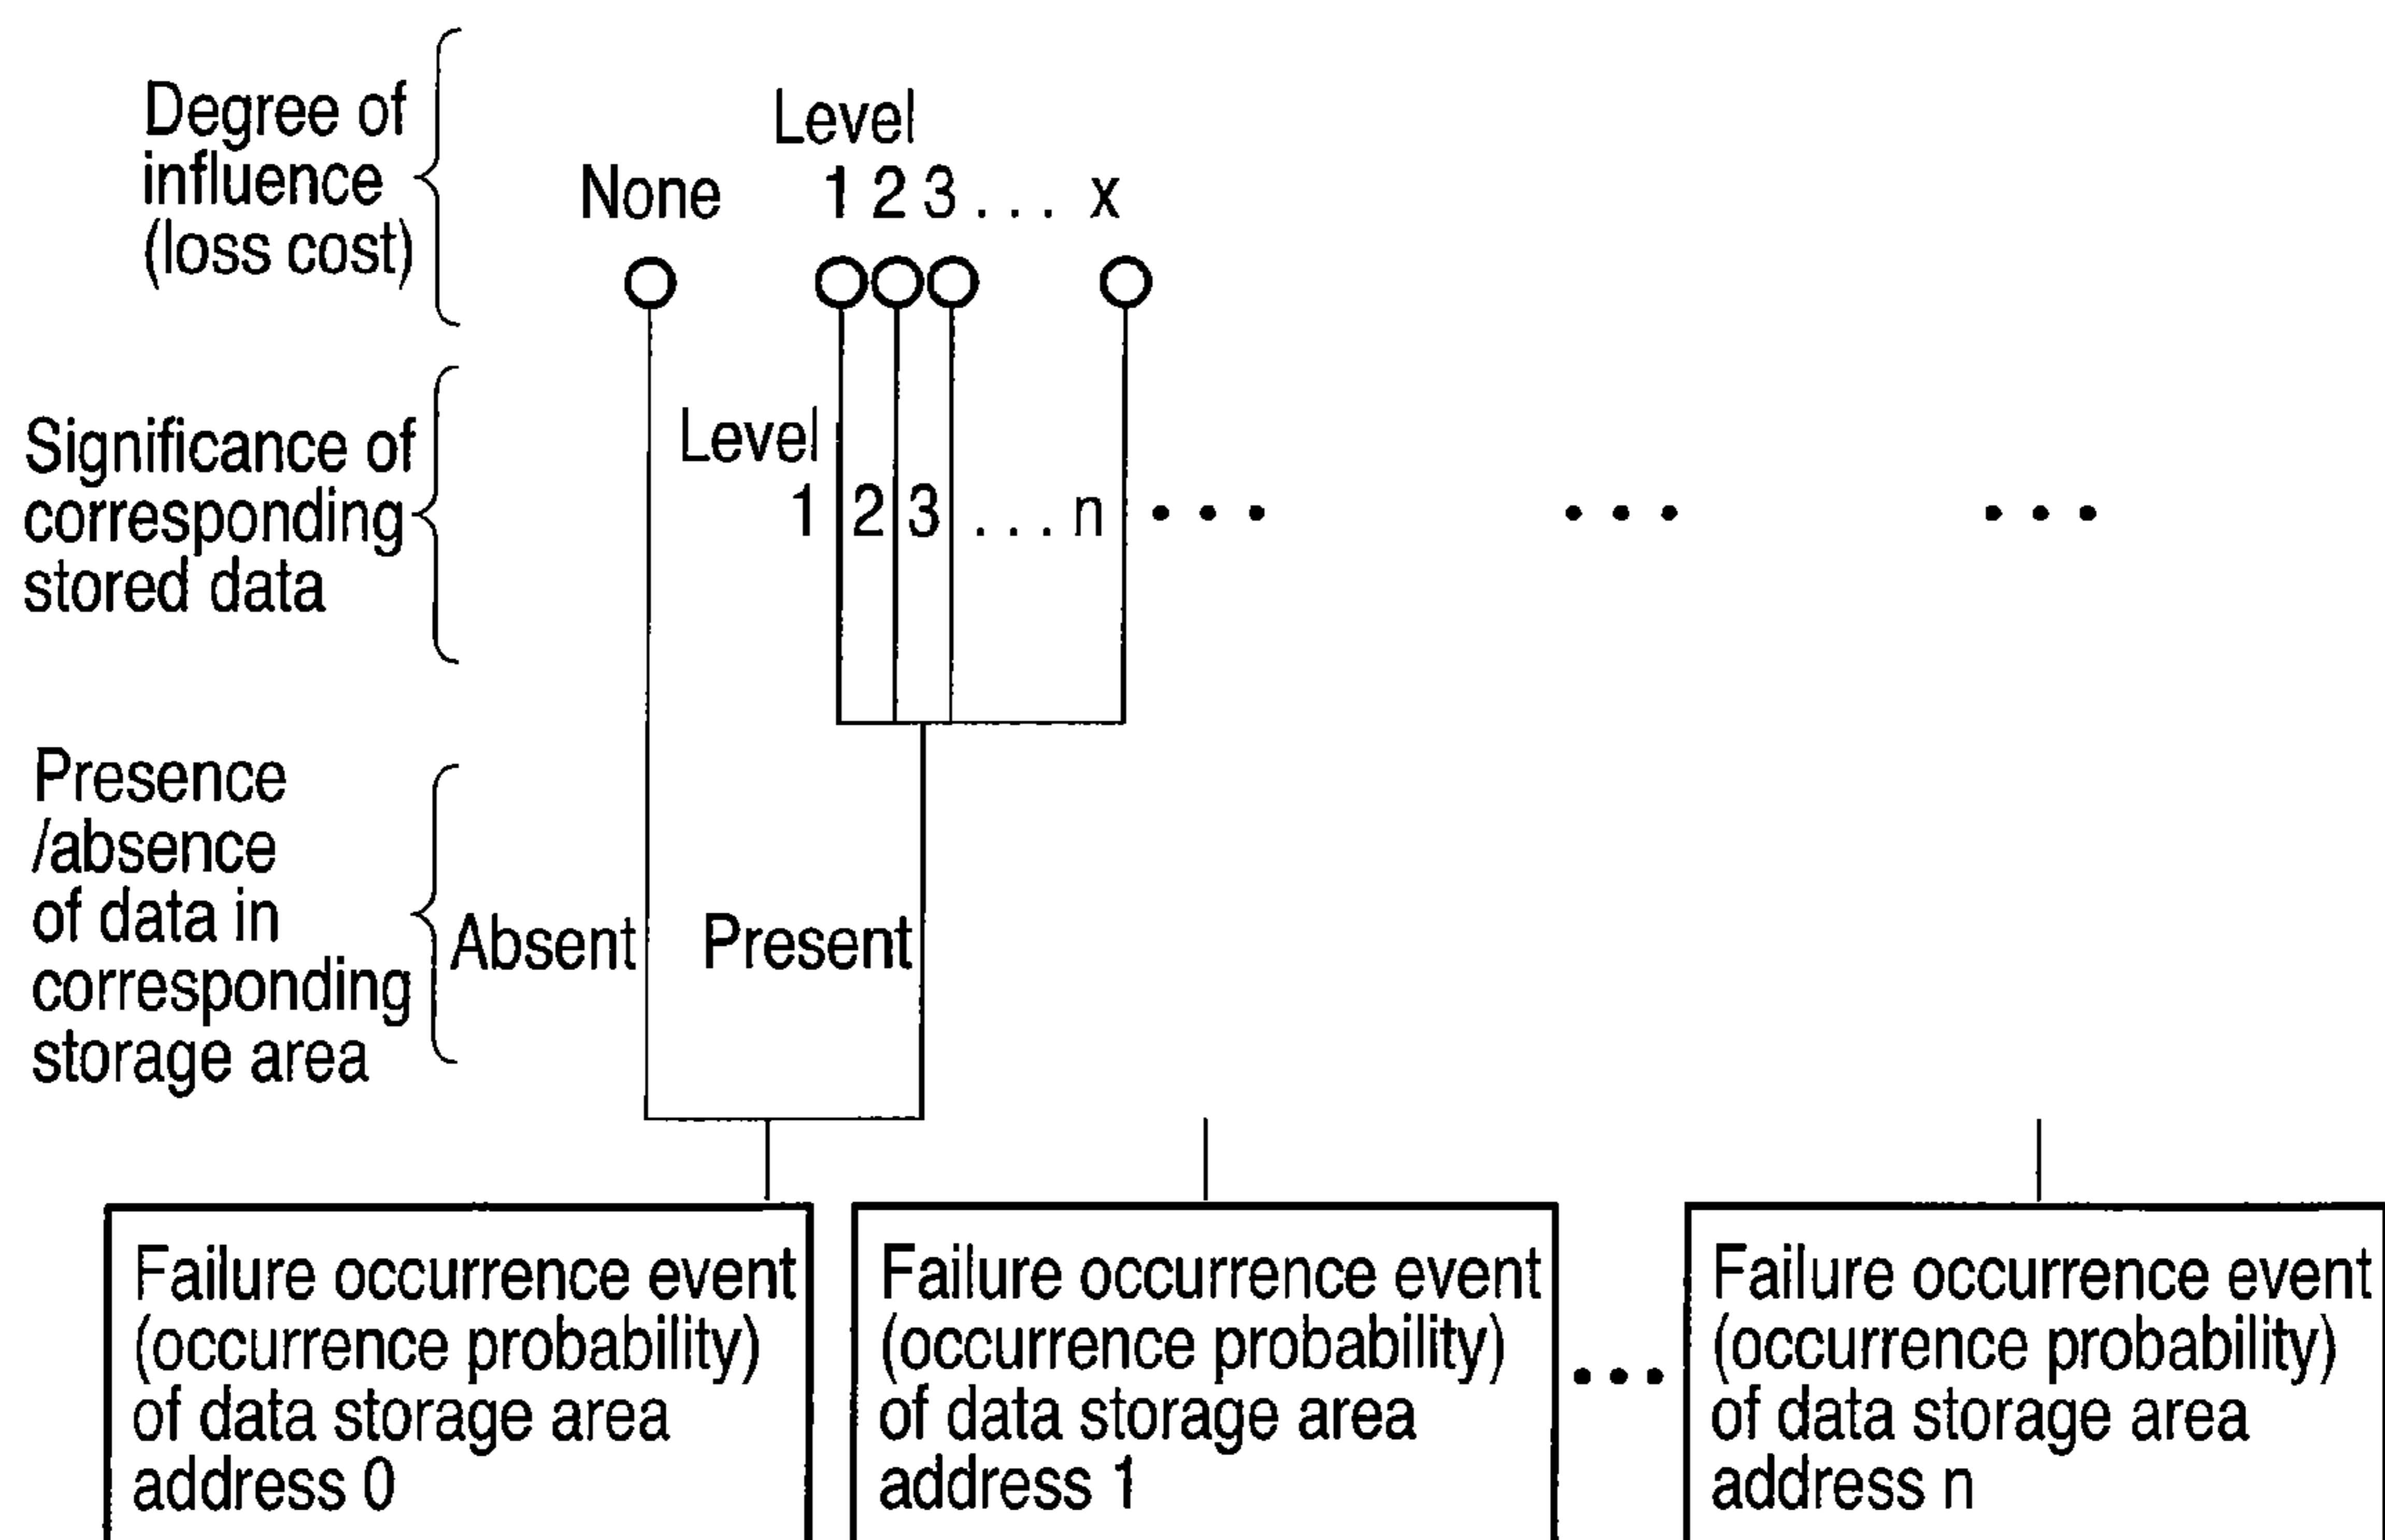 Degree of
influence
(loss cost)
Level
None 1 2 3 . . . x
Significance of
corresponding
stored data
Level
1 2 3 . . . n • • • • • • • • •
Presence
/absence
of data in
corresponding
storage area
Absent Present
Failure occurrence event
(occurrence probability)
of data storage area
address 0
Failure occurrence event
(occurrence probability)
of data storage area
address 1
• • •
Failure occurrence event
(occurrence probability)
of data storage area
address n